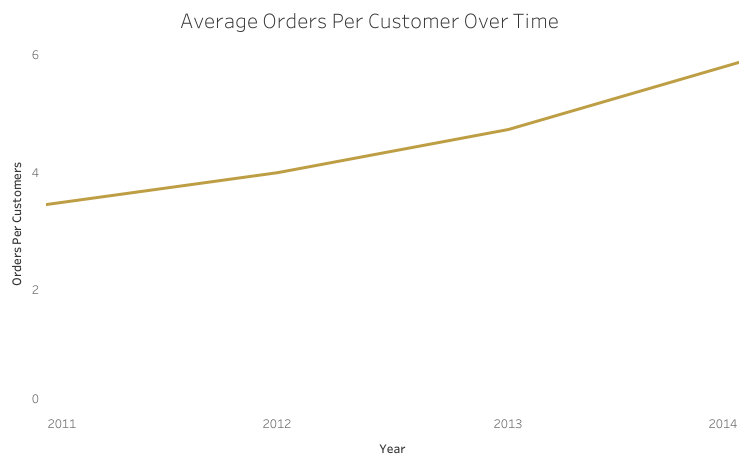 Average Orders Per Customer Over Time
6
4
2
0
Orders Per Customers
2011 2012 2013 2014
Year